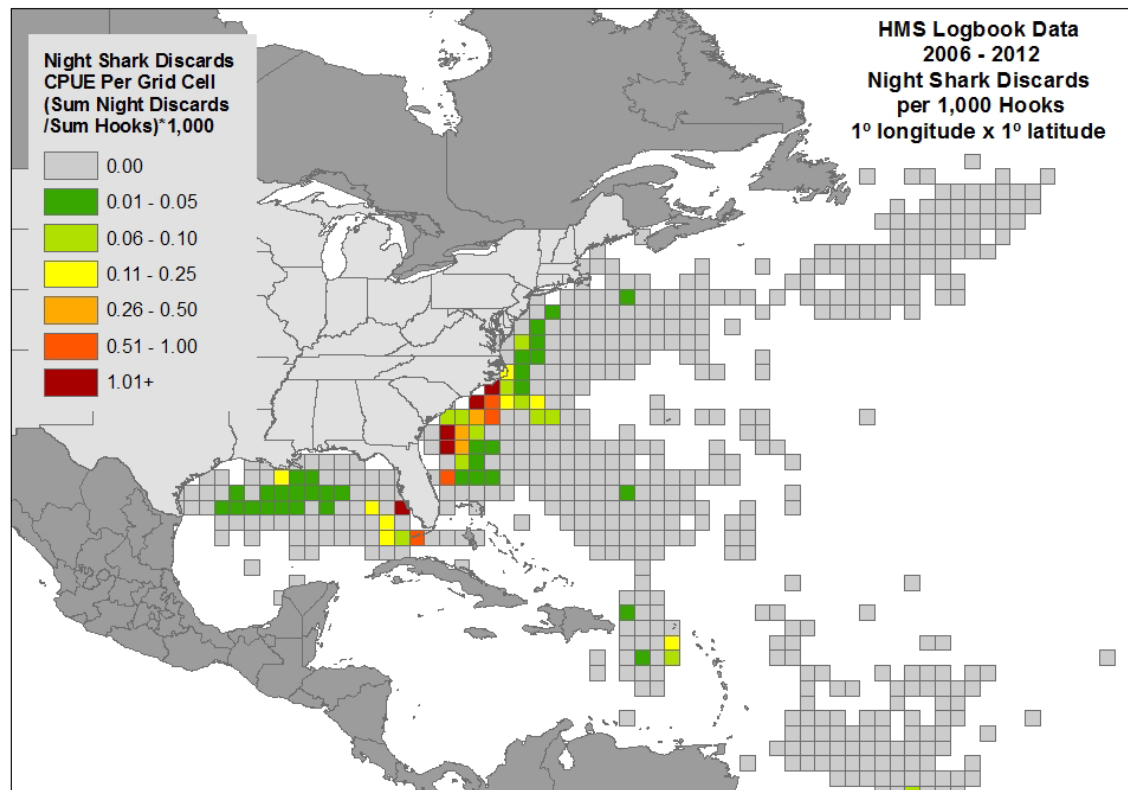 Night Shark Discards
CPUE Per Grid Cell
(Sum Night Discards
/Sum Hooks)*1,000
0.00
0.01 - 0.05
0.06 - 0.10
0.11 - 0.25
0.26 - 0.50
0.51 - 1.00
1.01+
HMS Logbook Data
2006 - 2012
Night Shark Discards
per 1,000 Hooks
1º longitude x 1º latitude